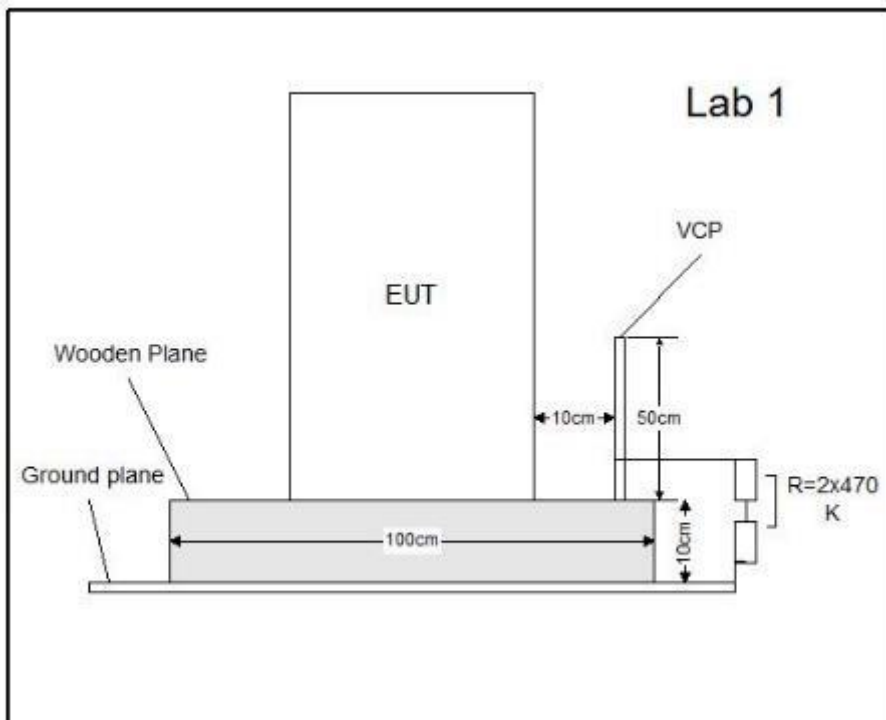 Lab 1
VCP
EUT
Wooden Plane
10cm
50cm
Ground plane
R=2x470
K
100cm
10cm